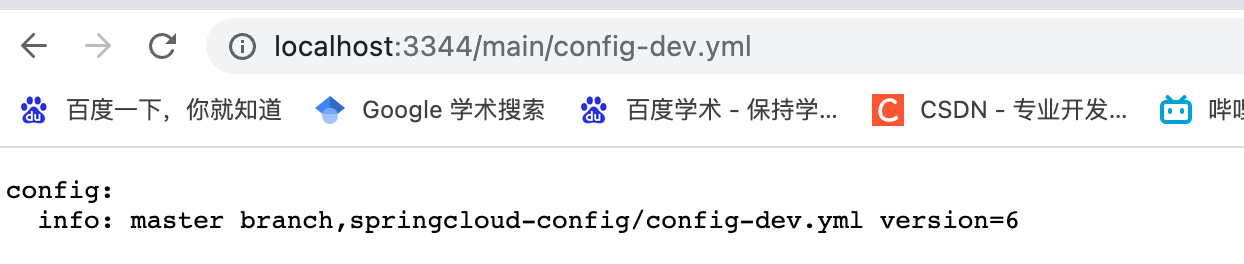 localhost:3344/main/config-dev.yml
百度一下，你就知道 Google 学术搜索 百度学术 - 保持学... CSDN - 专业开发... 哔哩
config:
  info: master branch,springcloud-config/config-dev.yml version=6